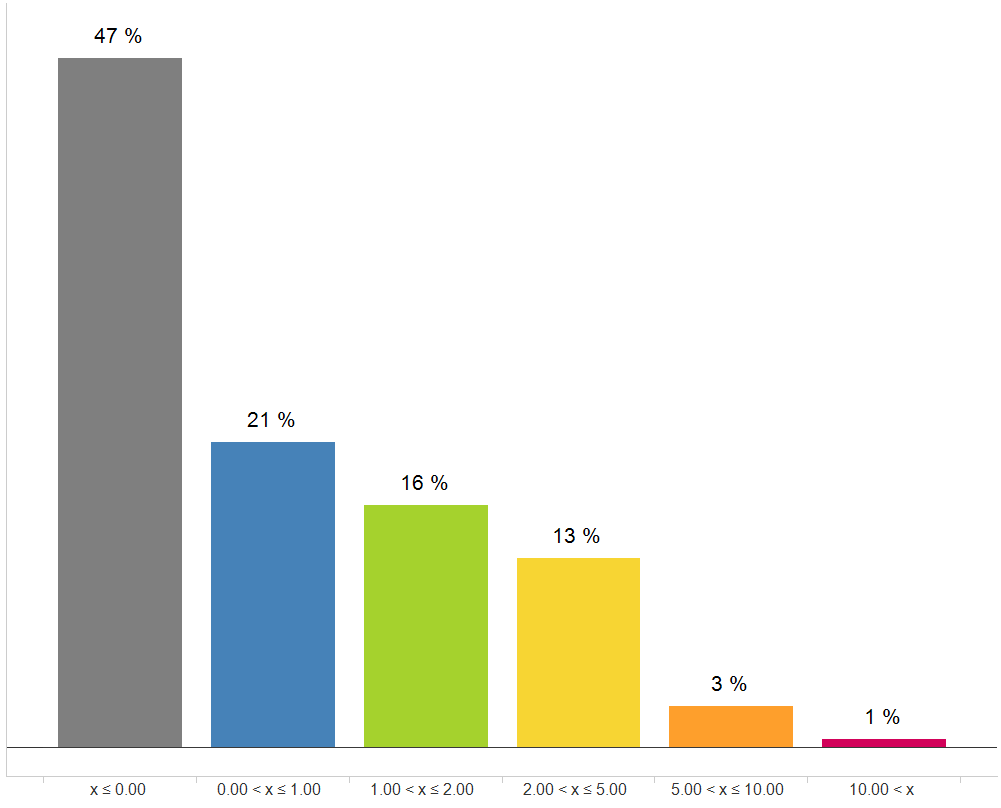 47 %
21 %
16 %
13 %
3 %
1 %
x ≤ 0.00
0.00 < x ≤ 1.00
1.00 < x ≤ 2.00
2.00 < x ≤ 5.00
5.00 < x ≤ 10.00
10.00 < x